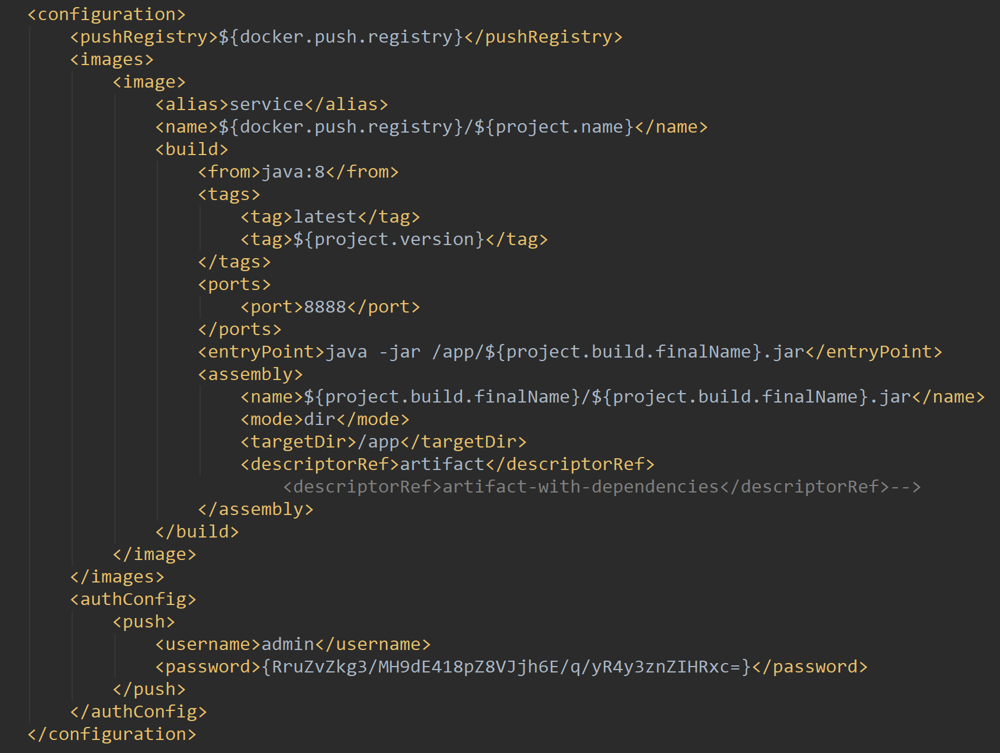 <configuration>
<pushRegistry>${docker.push.registry}</pushRegistry>
<images>
<image>
<alias>service</alias>
<name>${docker.push.registry}/${project.name}</name>
<build>
<from>java:8</from>
<tags>
<tag>latest</tag>
<tag>${project.version}</tag>
</tags>
<ports>
<port>8888</port>
</ports>
<entryPoint>java -jar /app/${project.build.finalName}.jar</entryPoint>
<assembly>
<name>${project.build.finalName}/${project.build.finalName}.jar</name>
<mode>dir</mode>
<targetDir>/app</targetDir>
<descriptorRef>artifact</descriptorRef>
<descriptorRef>artifact-with-dependencies</descriptorRef>-->
</assembly>
</build>
</image>
</images>
<authConfig>
<push>
<username>admin</username>
<password>{RruZvZkg3/MH9dE418pZ8VJjh6E/q/yR4y3znZIHRxc=}</password>
</push>
</authConfig>
</configuration>